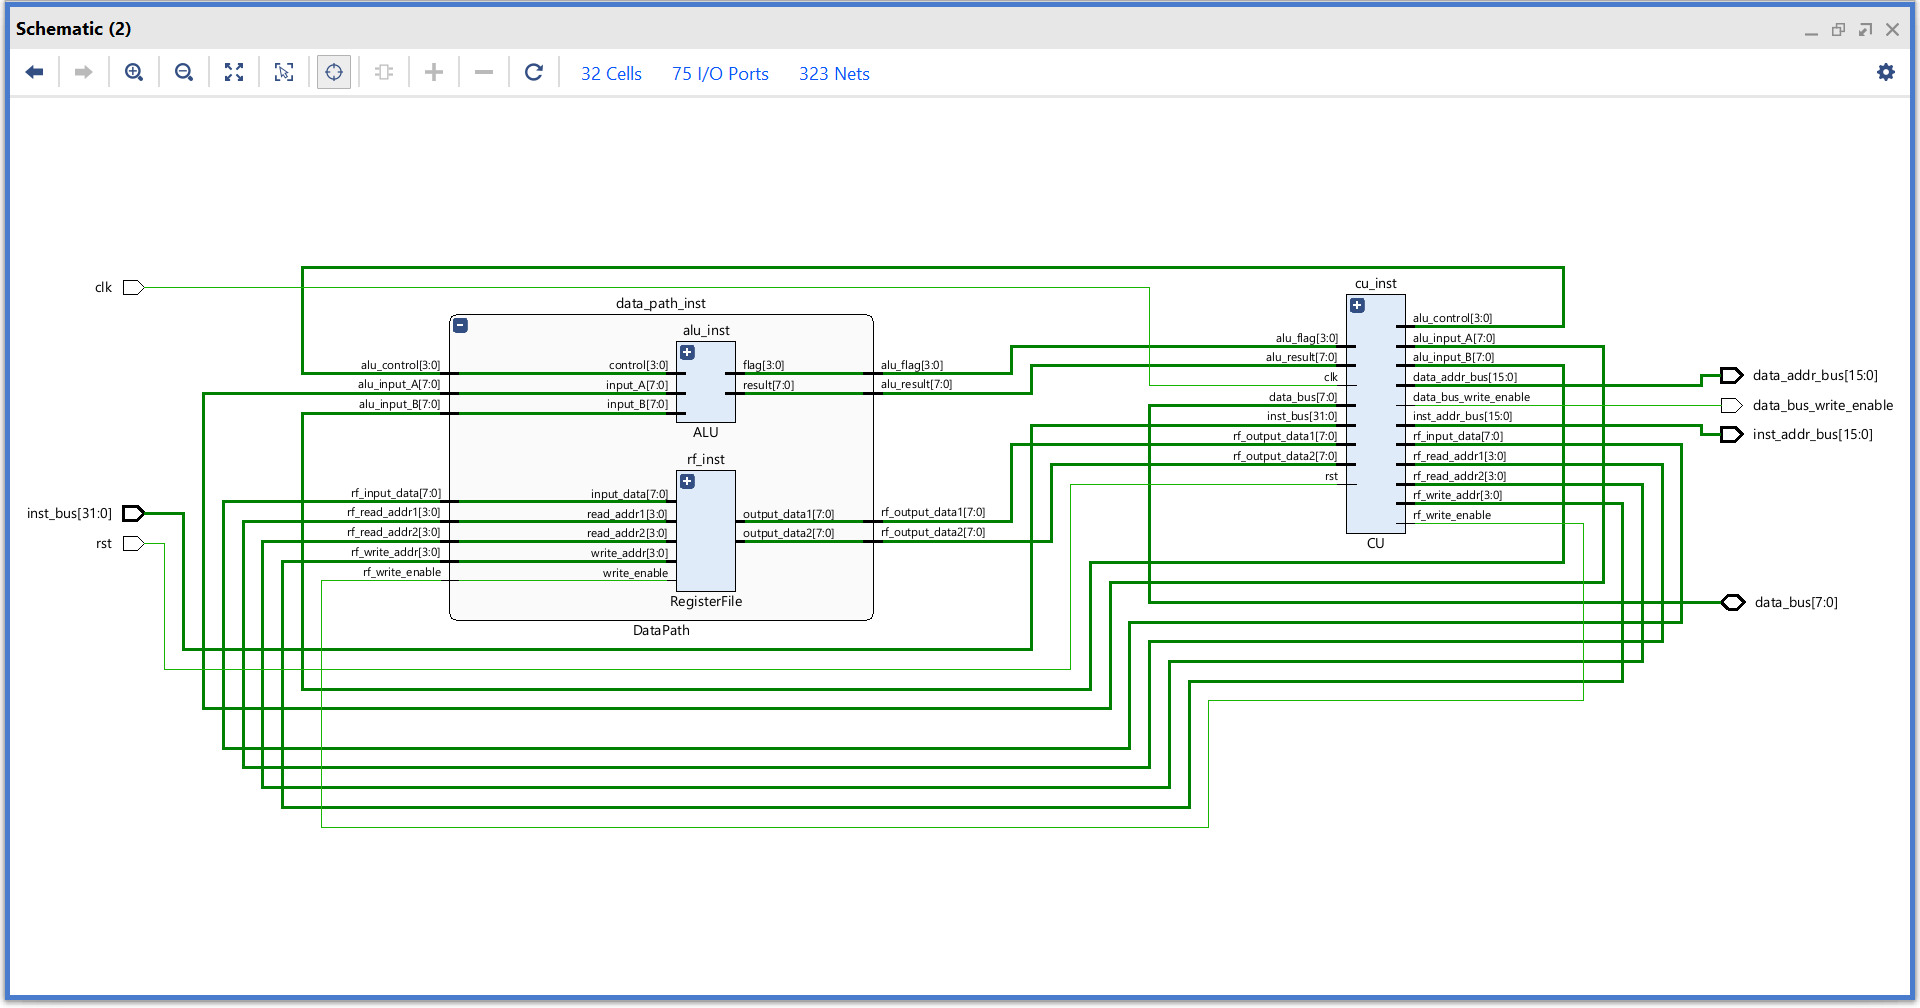 Schematic (2)
32 Cells 75 I/O Ports 323 Nets
clk
inst_bus[31:0]
rst
data_path_inst
alu_inst
alu_control[3:0]
alu_input_A[7:0]
alu_input_B[7:0]
control[3:0]
input_A[7:0]
input_B[7:0]
flag[3:0]
result[7:0]
alu_flag[3:0]
alu_result[7:0]
ALU
rf_inst
rf_input_data[7:0]
rf_read_addr1[3:0]
rf_read_addr2[3:0]
rf_write_addr[3:0]
rf_write_enable
input_data[7:0]
read_addr1[3:0]
read_addr2[3:0]
write_addr[3:0]
write_enable
output_data1[7:0]
output_data2[7:0]
rf_output_data1[7:0]
rf_output_data2[7:0]
RegisterFile
DataPath
cu_inst
alu_flag[3:0]
alu_result[7:0]
clk
data_bus[7:0]
inst_bus[31:0]
rf_output_data1[7:0]
rf_output_data2[7:0]
rst
alu_control[3:0]
alu_input_A[7:0]
alu_input_B[7:0]
data_addr_bus[15:0]
data_bus_write_enable
inst_addr_bus[15:0]
rf_input_data[7:0]
rf_read_addr1[3:0]
rf_read_addr2[3:0]
rf_write_addr[3:0]
rf_write_enable
CU
data_addr_bus[15:0]
data_bus_write_enable
inst_addr_bus[15:0]
data_bus[7:0]